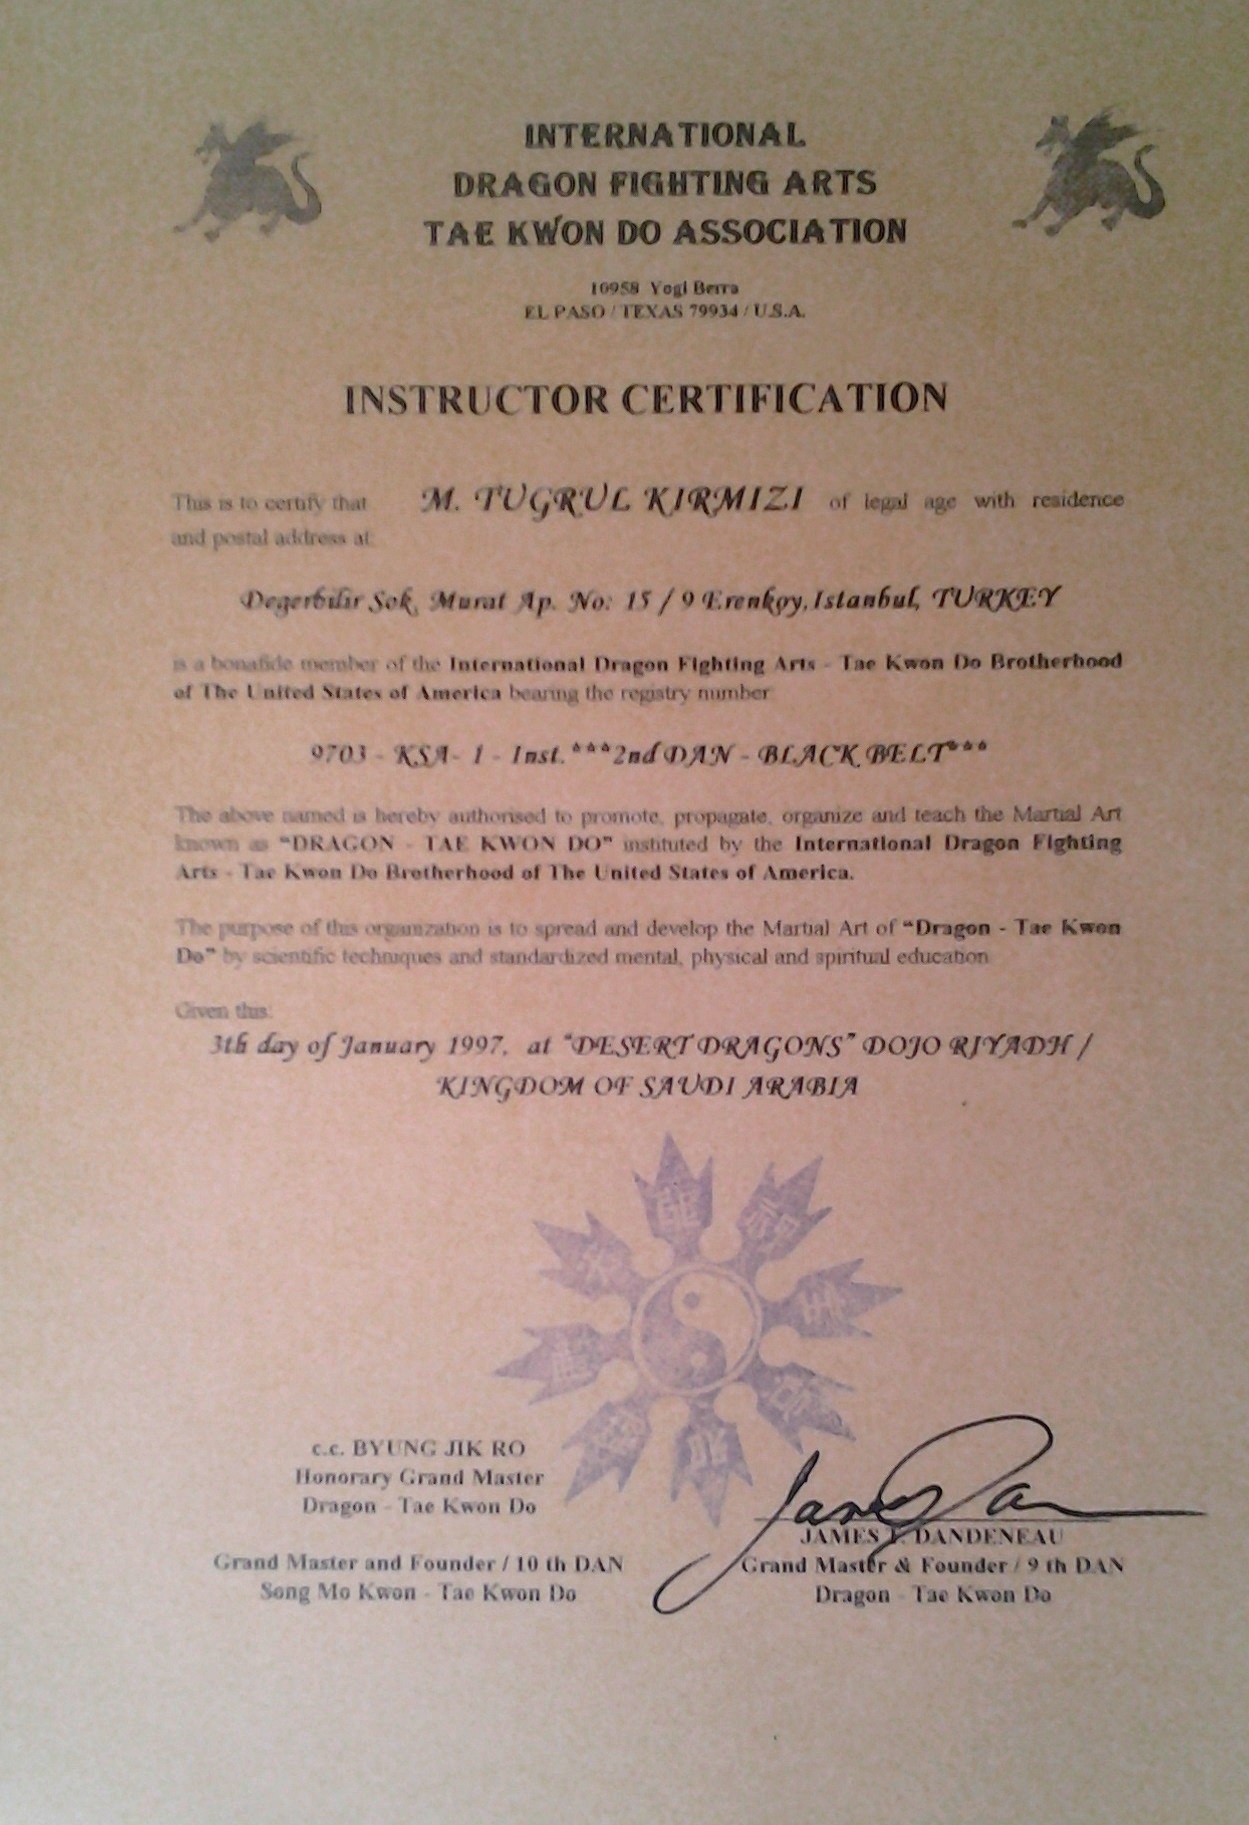 INTERNATIONAL
DRAGON FIGHTING ARTS
TAE KWON DO ASSOCIATION
10958 Yogi Berra
EL PASO / TEXAS 79934 / U.S.A.
INSTRUCTOR CERTIFICATION
This is to certify that M. TUGRUL KIRMIZI of legal age with residence
and postal address at:
Degerbilir Sok, Murat Ap. No: 15 / 9 Erenkoy, Istanbul, TURKEY
is a bonafide member of the International Dragon Fighting Arts - Tae Kwon Do Brotherhood
of The United States of America bearing the registry number
9703 - KSA- 1 - Inst.***2nd DAN - BLACK BELT***
The above named is hereby authorised to promote, propagate, organize and teach the Martial Art
known as "DRAGON - TAE KWON DO" instituted by the International Dragon Fighting
Arts - Tae Kwon Do Brotherhood of The United States of America.
The purpose of this organization is to spread and develop the Martial Art of "Dragon - Tae Kwon
Do" by scientific techniques and standardized mental, physical and spiritual education
Given this:
3th day of January 1997, at "DESERT DRAGONS" DOJO RIYADH /
KINGDOM OF SAUDI ARABIA
c.c. BYUNG JIK RO
Honorary Grand Master
Dragon - Tae Kwon Do
Grand Master and Founder / 10 th DAN
Song Mo Kwon - Tae Kwon Do
JAMES DANDENEAU
Grand Master & Founder / 9 th DAN
Dragon - Tae Kwon Do